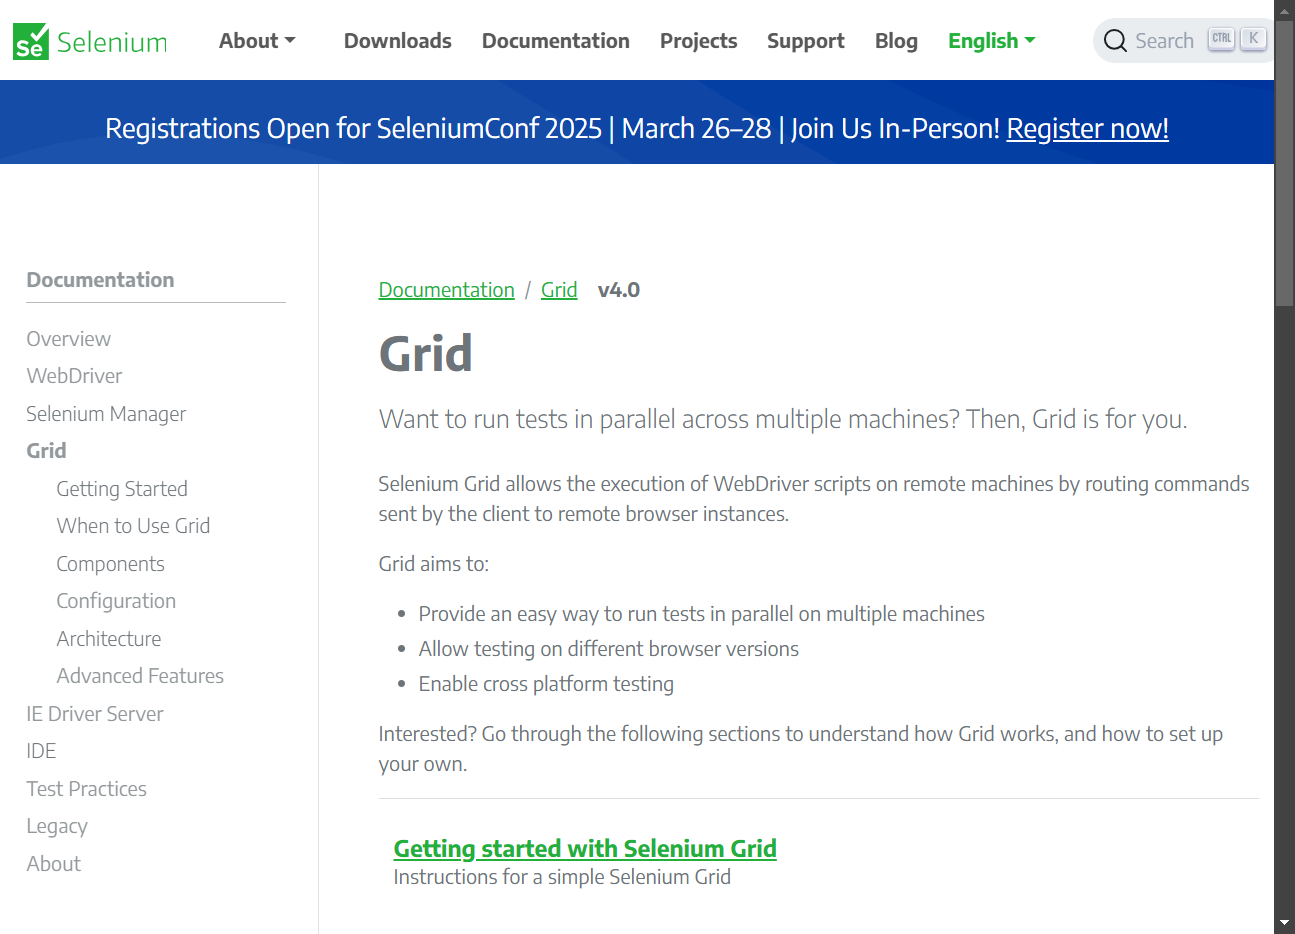 Se Selenium
About
Downloads
Documentation
Projects
Support
Blog
English
Search
CTRL
K
Registrations Open for SeleniumConf 2025 | March 26–28 | Join Us In-Person! Register now!
Documentation
Overview
WebDriver
Selenium Manager
Grid
Getting Started
When to Use Grid
Components
Configuration
Architecture
Advanced Features
IE Driver Server
IDE
Test Practices
Legacy
About
Documentation / Grid v4.0
Grid
Want to run tests in parallel across multiple machines? Then, Grid is for you.
Selenium Grid allows the execution of WebDriver scripts on remote machines by routing commands
sent by the client to remote browser instances.
Grid aims to:
• Provide an easy way to run tests in parallel on multiple machines
• Allow testing on different browser versions
• Enable cross platform testing
Interested? Go through the following sections to understand how Grid works, and how to set up
your own.
Getting started with Selenium Grid
Instructions for a simple Selenium Grid